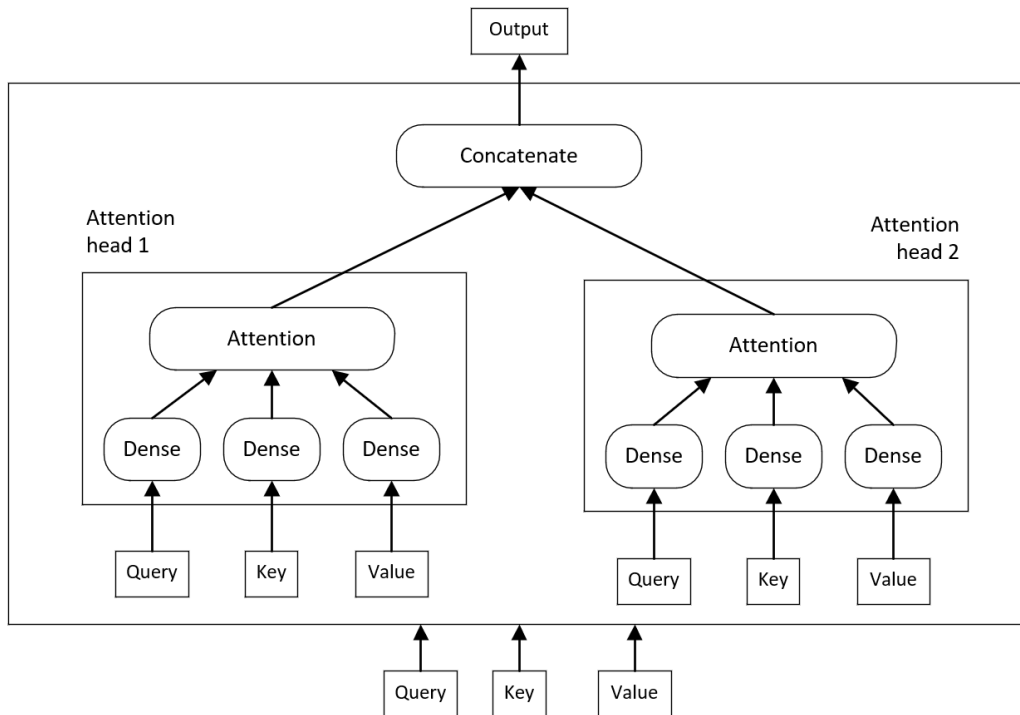 Output
Concatenate
Attention
head 1
Attention
head 2
Attention
Attention
Dense
Dense
Dense
Dense
Dense
Dense
Query
Key
Value
Query
Key
Value
Query
Key
Value